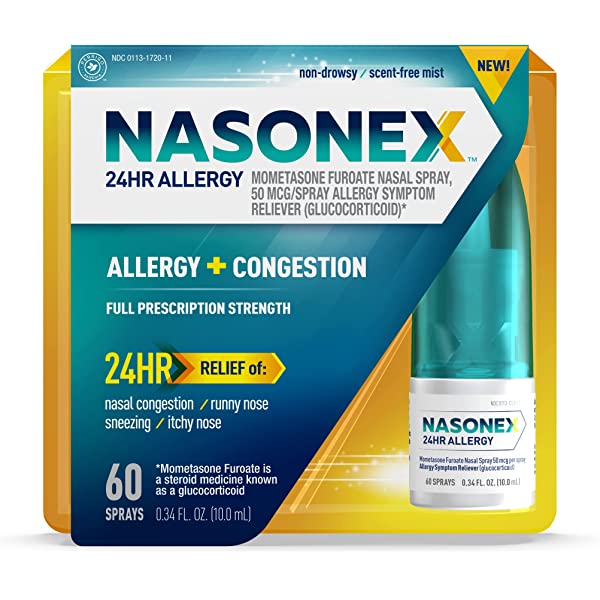 NDC 0113-1720-11
non-drowsy / scent-free mist
NEW!
NASONEX™
24HR ALLERGY
MOMETASONE FUROATE NASAL SPRAY,
50 MCG/SPRAY ALLERGY SYMPTOM
RELIEVER (GLUCOCORTICOID)*
ALLERGY + CONGESTION
FULL PRESCRIPTION STRENGTH
24HR RELIEF of:
nasal congestion / runny nose
sneezing / itchy nose
60
SPRAYS
*Mometasone Furoate is
a steroid medicine known
as a glucocorticoid
0.34 FL. OZ. (10.0 mL)
NASONEX
24HR ALLERGY
Mometasone Furoate Nasal Spray 50 mcg per spray
Allergy Symptom Reliever (glucocorticoid)
60 SPRAYS 0.34 FL. OZ. (10.0 mL)